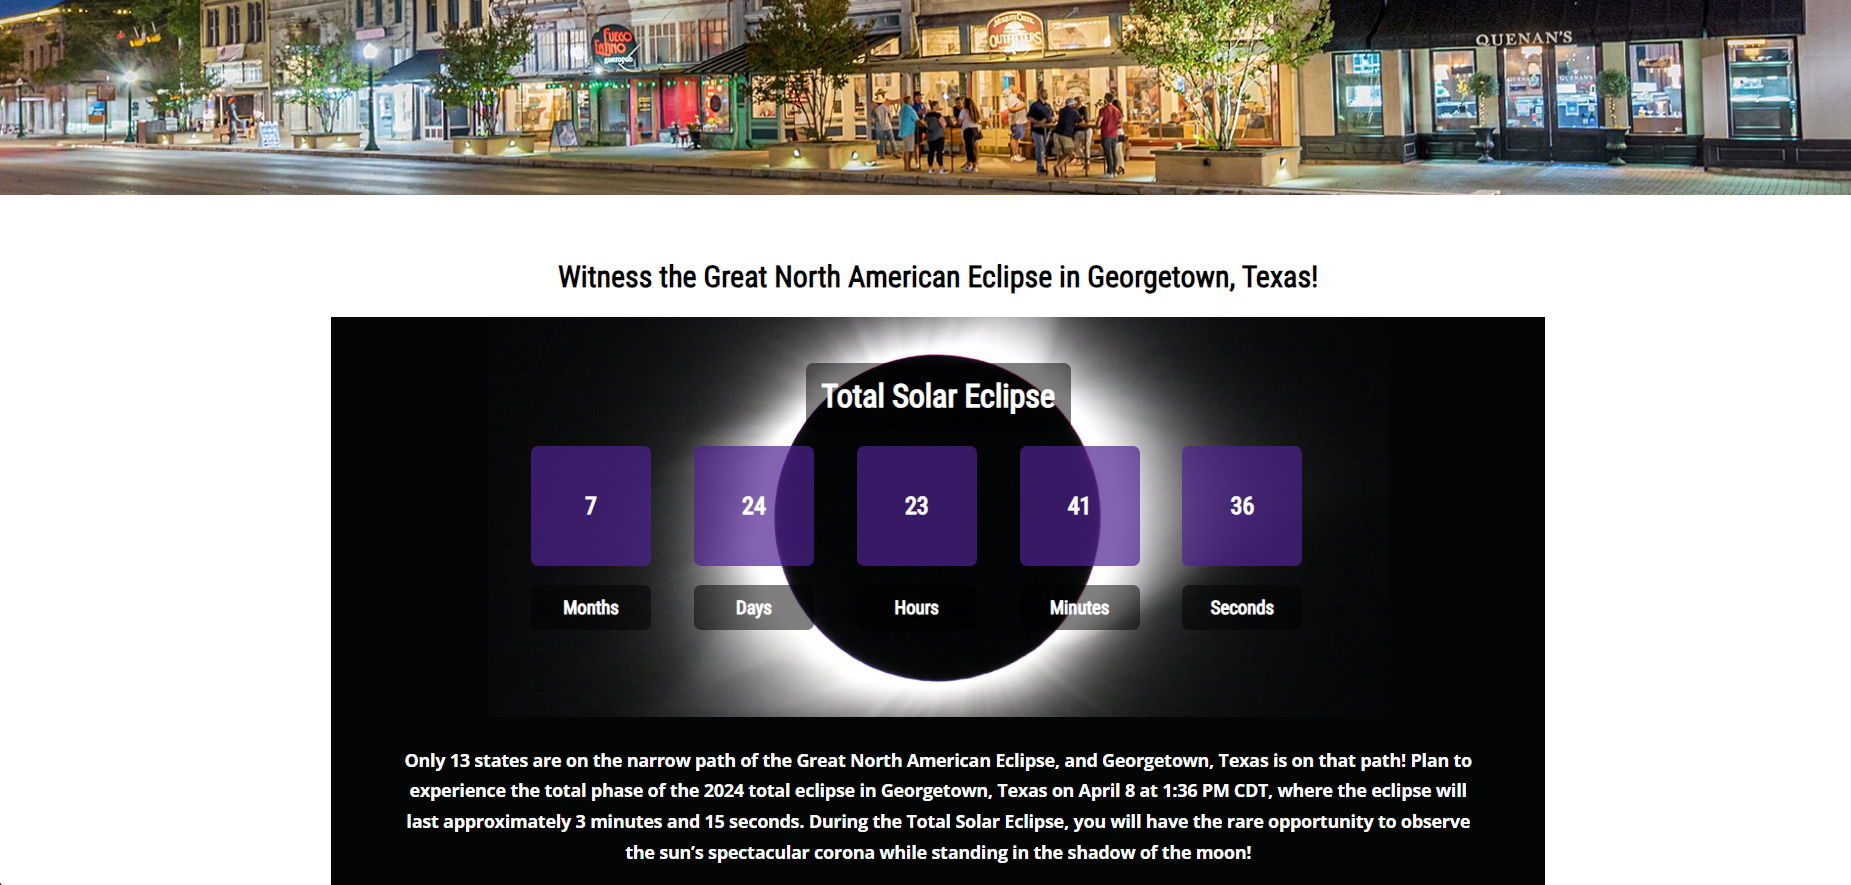 FUEGO
LATINO
gastropub
MESQUITE CREEK
OUTFITTERS
QUENAN'S
QUENAN'S
QUENAN'S
Witness the Great North American Eclipse in Georgetown, Texas!
Total Solar Eclipse
7 24 23 41 36
Months Days Hours Minutes Seconds
Only 13 states are on the narrow path of the Great North American Eclipse, and Georgetown, Texas is on that path! Plan to
experience the total phase of the 2024 total eclipse in Georgetown, Texas on April 8 at 1:36 PM CDT, where the eclipse will
last approximately 3 minutes and 15 seconds. During the Total Solar Eclipse, you will have the rare opportunity to observe
the sun’s spectacular corona while standing in the shadow of the moon!